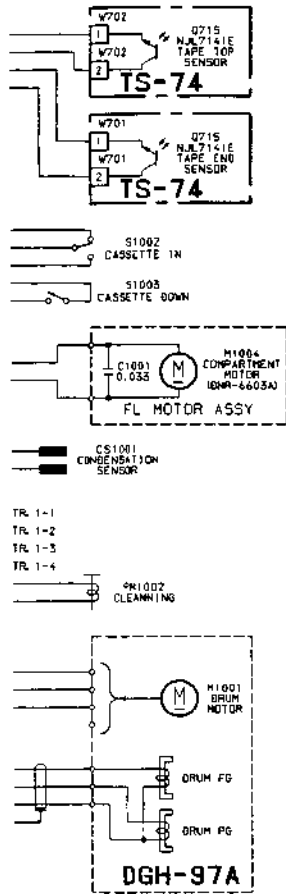 W702
1
W702
2
Q715
NJL7141E
TAPE TOP
SENSOR
TS-74
W701
1
W701
2
Q715
NJL7141E
TAPE END
SENSOR
TS-74
S1002
CASSETTE IN
S1003
CASSETTE DOWN
C1001
0.033
M
M1004
COMPARTMENT
MOTOR
(BNR-6603A)
FL MOTOR ASSY
CS1001
CONDENSATION
SENSOR
TR. 1-1
TR. 1-2
TR. 1-3
TR. 1-4
PM1002
CLEANNING
M
M1001
DRUM
MOTOR
DRUM FG
DRUM PG
DGH-97A